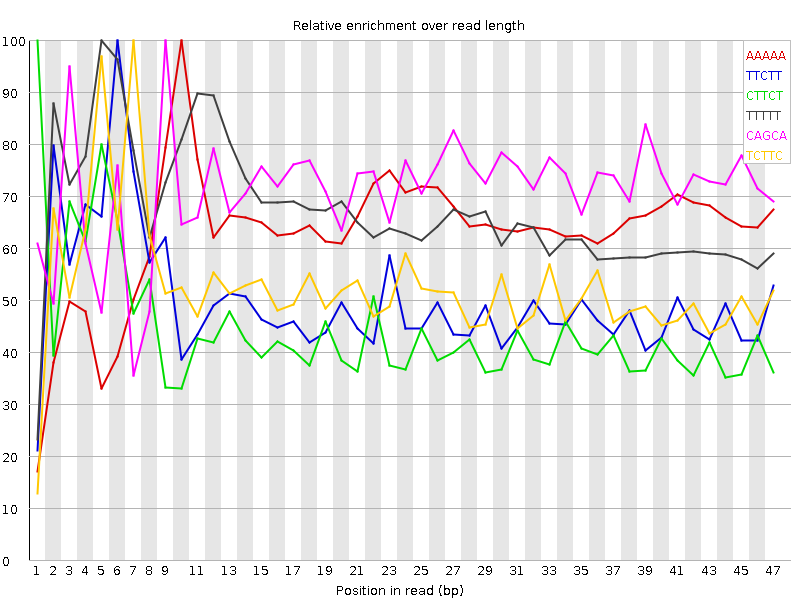 Relative enrichment over read length
100
90
80
70
60
50
40
30
20
10
0
AAAAA
TTCTT
CTTCT
TTTTT
CAGCA
TCTTC
1 2 3 4 5 6 7 8 9 11 13 15 17 19 21 23 25 27 29 31 33 35 37 39 41 43 45 47
Position in read (bp)